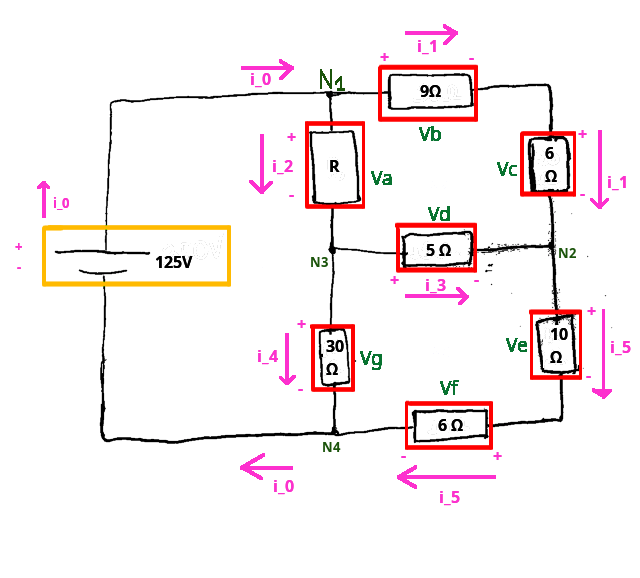 i_1
i_0
N1
+ -
9Ω
Vb
+
R
-
i_2
Va
+
6
Ω
-
Vc
i_1
i_0
+
-
125V
Vd
5 Ω
N3
N2
+ -
i_3
+
30
Ω
-
i_4
Vg
+
10
Ω
-
Ve
i_5
Vf
6 Ω
N4
- +
i_0
i_5